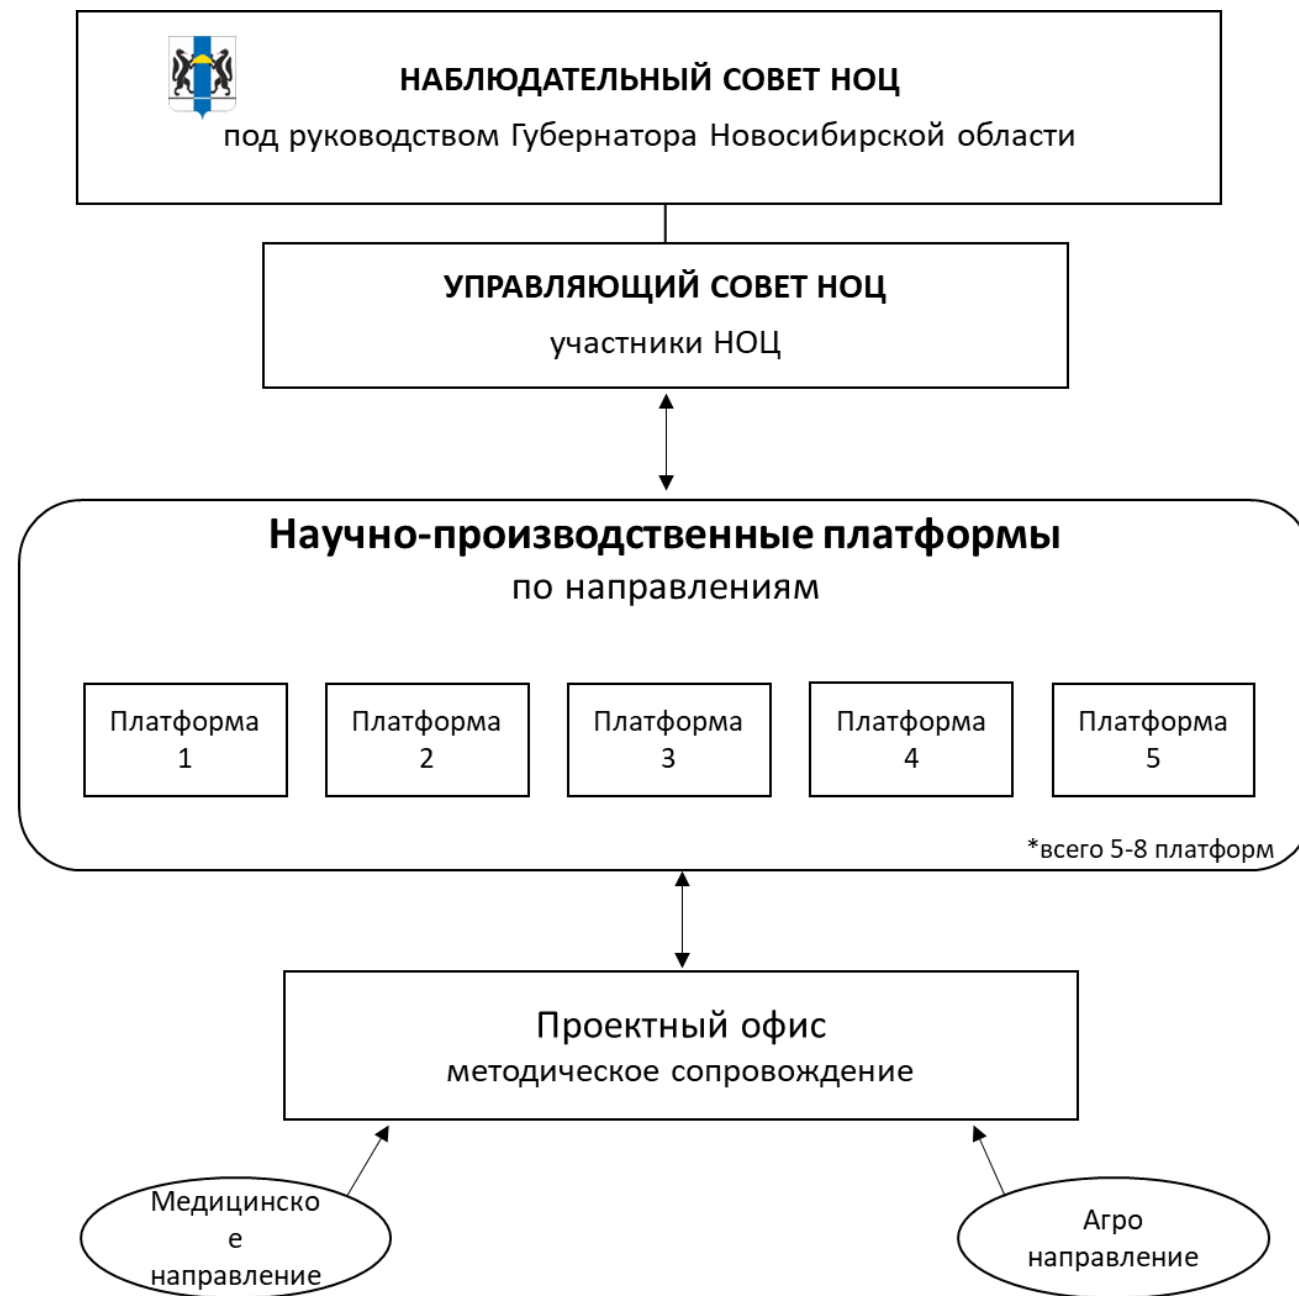 НАБЛЮДАТЕЛЬНЫЙ СОВЕТ НОЦ
под руководством Губернатора Новосибирской области
УПРАВЛЯЮЩИЙ СОВЕТ НОЦ
участники НОЦ
Научно-производственные платформы
по направлениям
Платформа
1
Платформа
2
Платформа
3
Платформа
4
Платформа
5
*всего 5-8 платформ
Проектный офис
методическое сопровождение
Медицинско
е
направление
Агро
направление